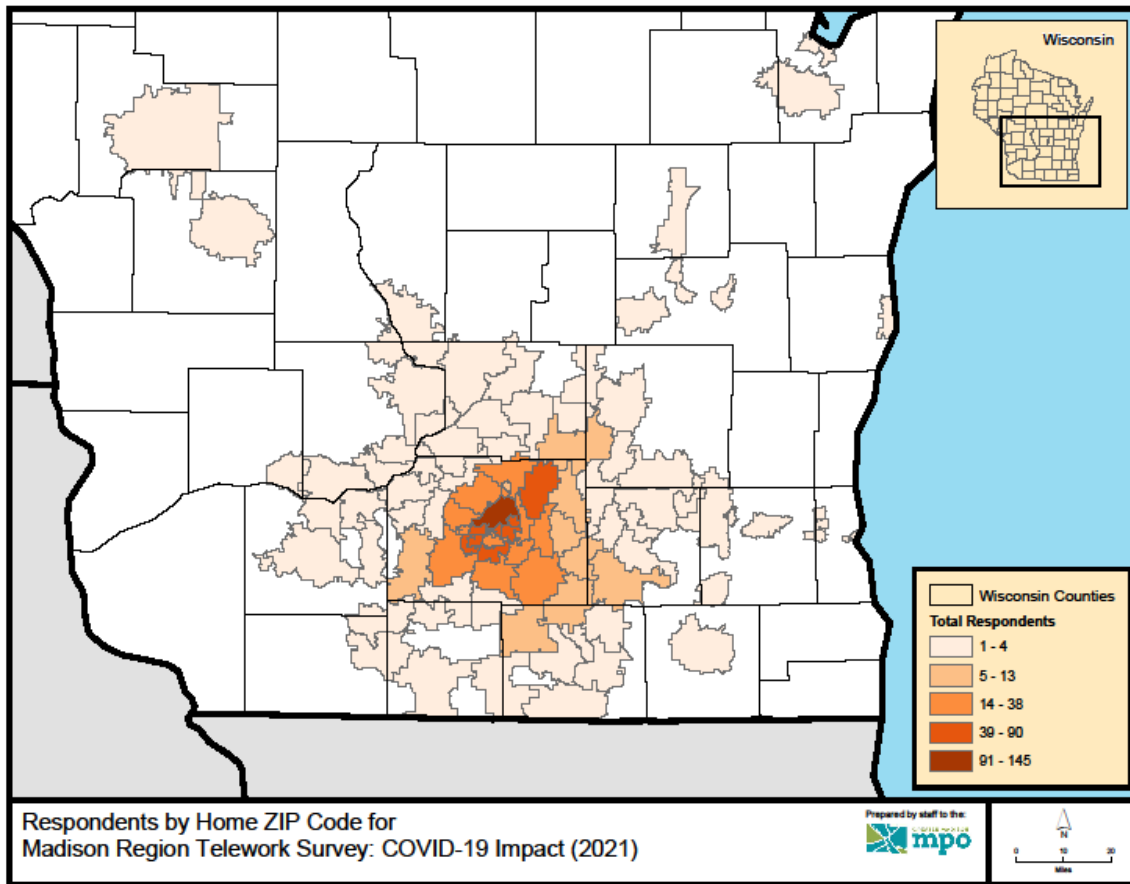 Wisconsin
Wisconsin Counties
Total Respondents
1 - 4
5 - 13
14 - 38
39 - 90
91 - 145
Respondents by Home ZIP Code for
Madison Region Telework Survey: COVID-19 Impact (2021)
Prepared by staff to the:
mpo
N
0 10 20
Miles